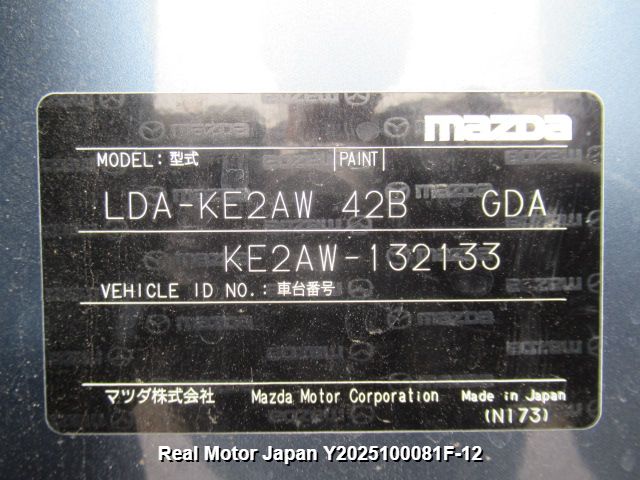 mazda
MODEL: 型式 PAINT
LDA-KE2AW 42B GDA
KE2AW-132133
VEHICLE ID NO.: 車台番号
マツダ株式会社 Mazda Motor Corporation Made in Japan
(N173)
Real Motor Japan Y2025100081F-12